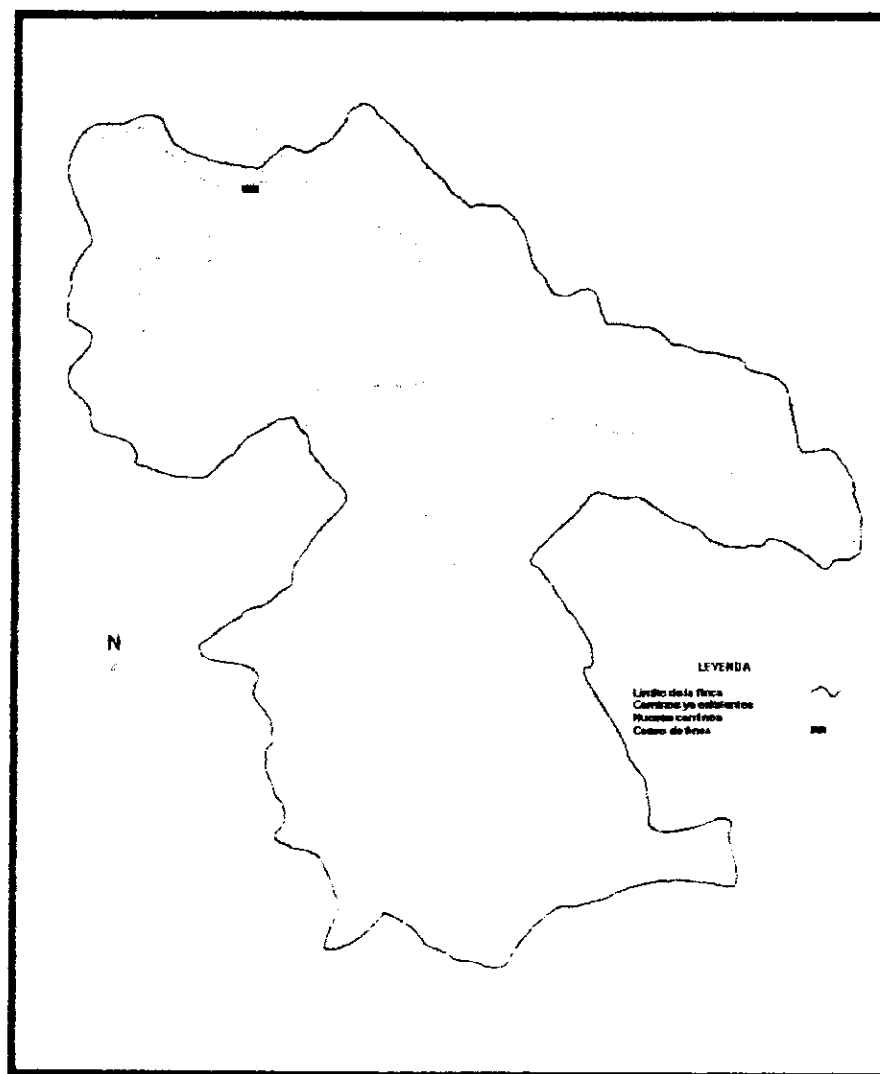 N
LEYENDA
Limite de la finca
Caminos ya existentes
Nuevos caminos
Casco de finca